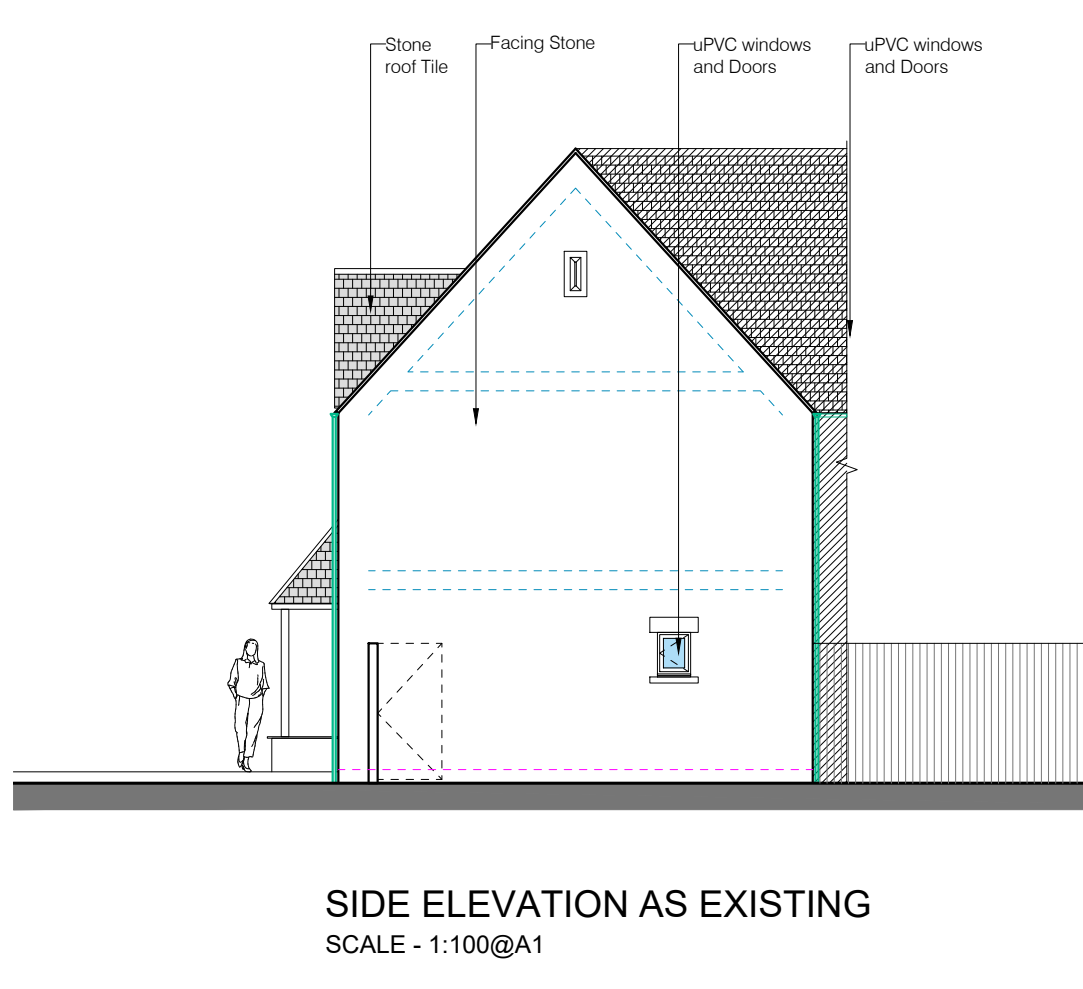 Stone
roof Tile
Facing Stone
uPVC windows
and Doors
uPVC windows
and Doors
SIDE ELEVATION AS EXISTING
SCALE - 1:100@A1